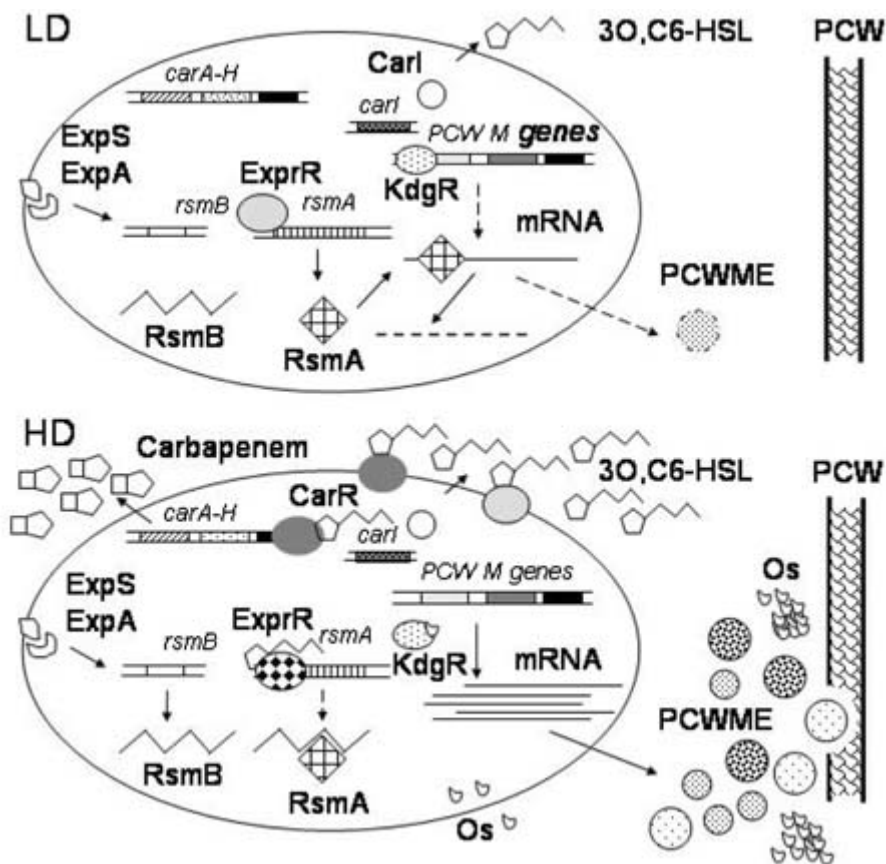 LD
3O,C6-HSL
PCW
CarI
carA-H
carI
ExpS
PCW M genes
ExpA
ExprR
KdgR
rsmB
rsmA
mRNA
PCWME
RsmB
RsmA
HD
Carbapenem
3O,C6-HSL
PCW
CarR
carA-H
carI
Os
ExpS
PCW M genes
ExpA
ExprR
rsmB
rsmA
KdgR
mRNA
PCWME
RsmB
RsmA
Os